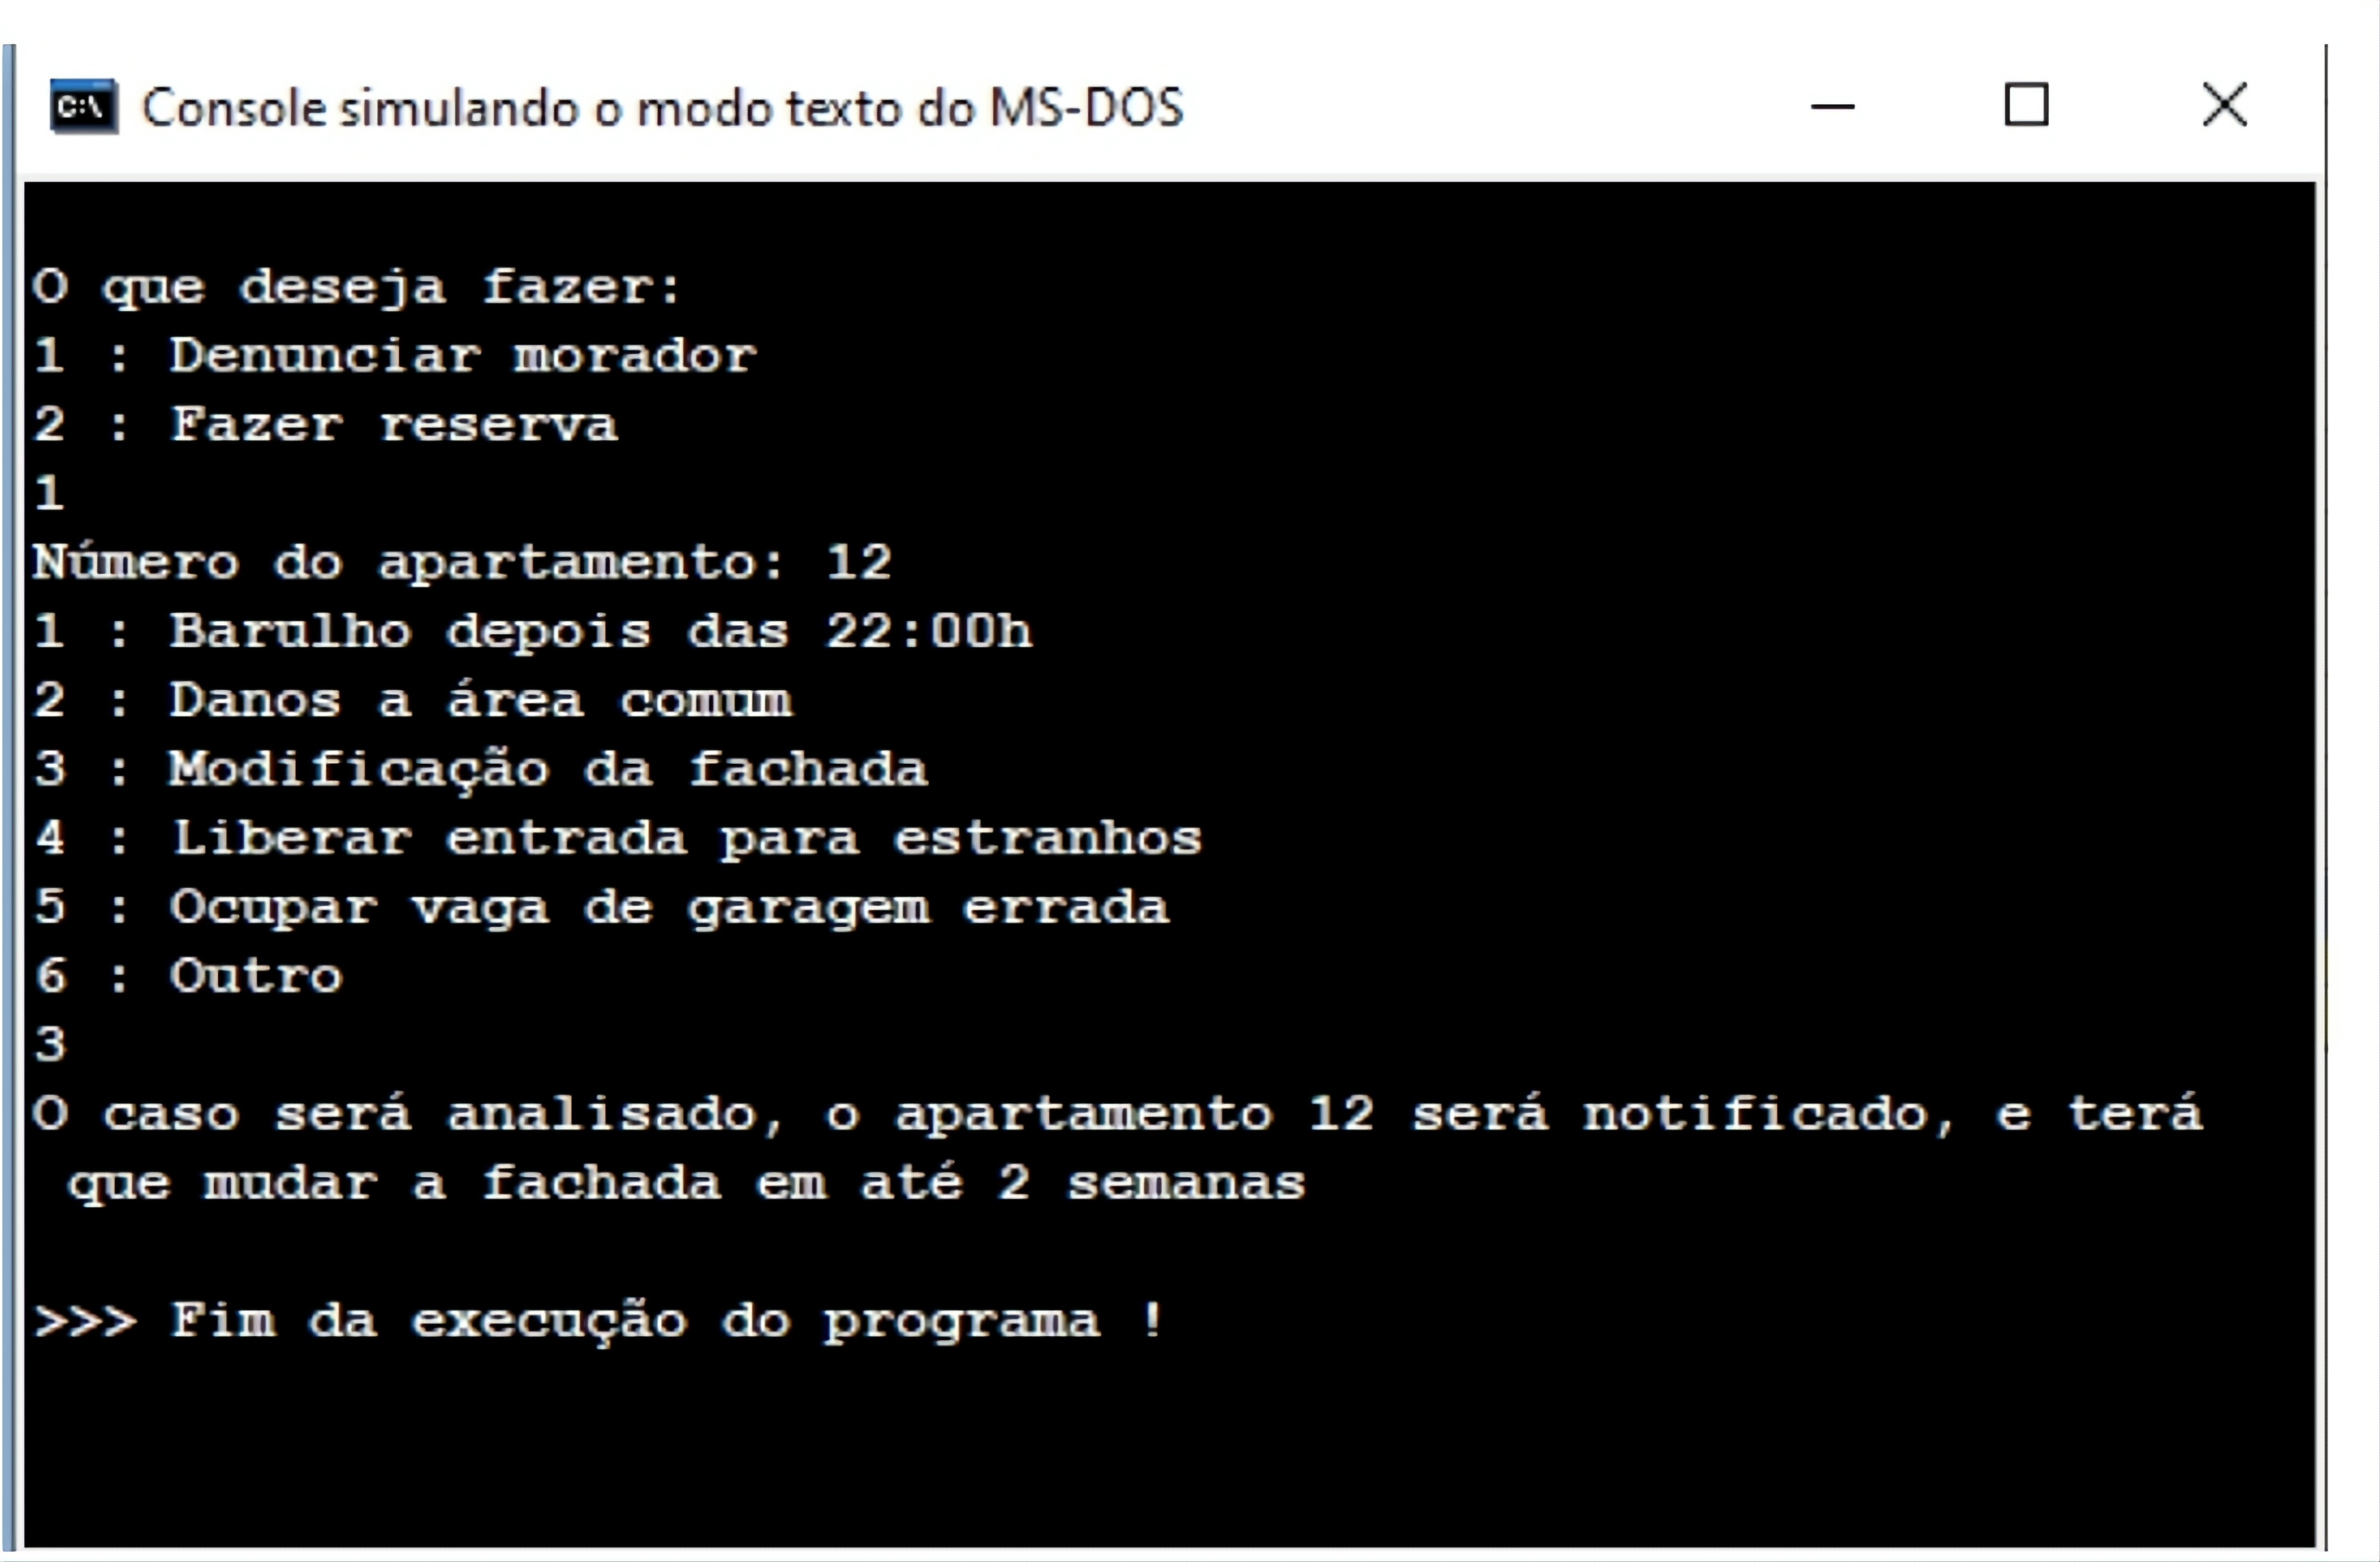 C:\ Console simulando o modo texto do MS-DOS
O que deseja fazer:
1 : Denunciar morador
2 : Fazer reserva
1
Número do apartamento: 12
1 : Barulho depois das 22:00h
2 : Danos a área comum
3 : Modificação da fachada
4 : Liberar entrada para estranhos
5 : Ocupar vaga de garagem errada
6 : Outro
3
O caso será analisado, o apartamento 12 será notificado, e terá
 que mudar a fachada em até 2 semanas
>>> Fim da execução do programa !